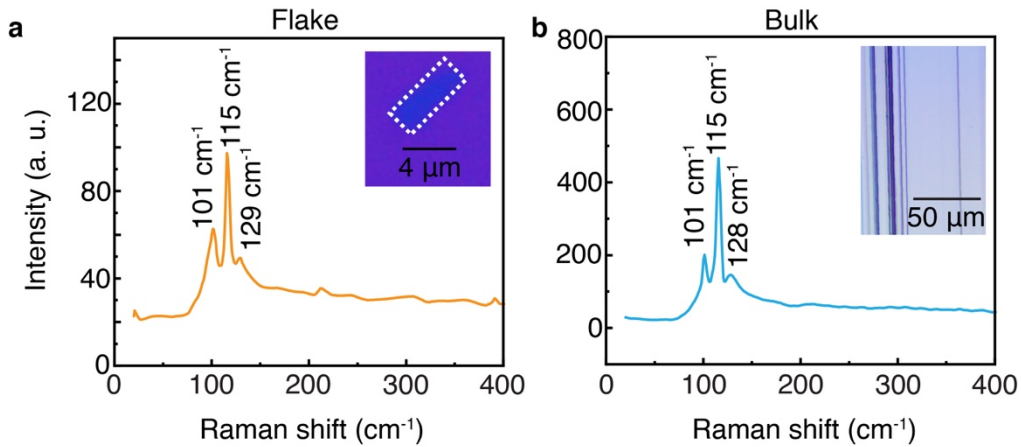 a
Flake
Intensity (a. u.)
120
80
40
0
0
100
200
300
400
Raman shift (cm⁻¹)
101 cm⁻¹
115 cm⁻¹
129 cm⁻¹
4 μm
b
Bulk
800
600
400
200
0
0
100
200
300
400
Raman shift (cm⁻¹)
101 cm⁻¹
115 cm⁻¹
128 cm⁻¹
50 μm